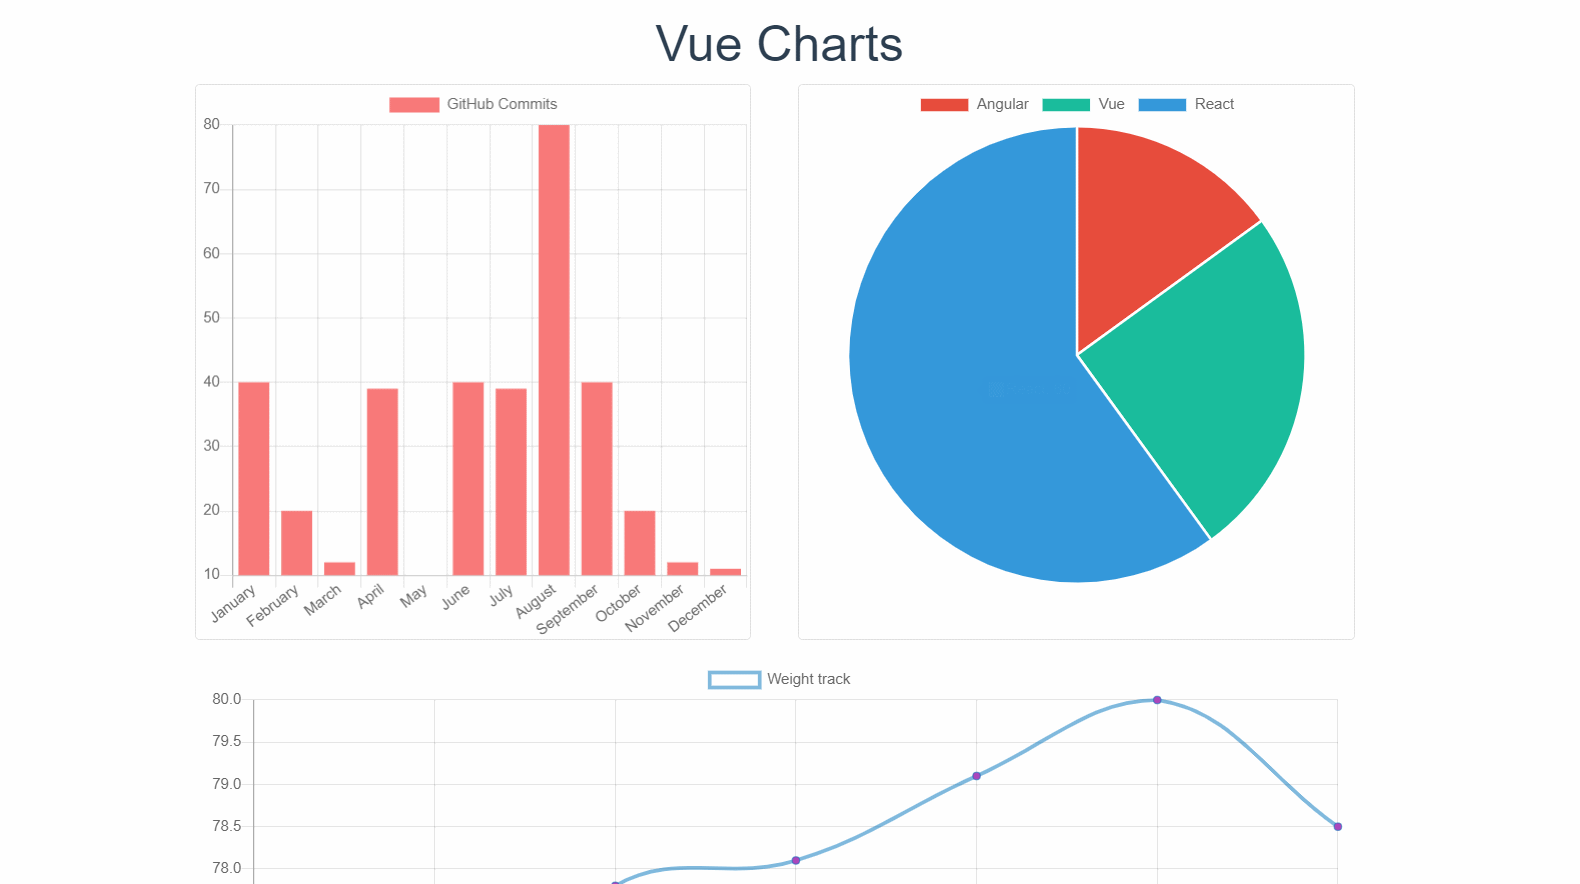 Vue Charts
GitHub Commits
80
70
60
50
40
30
20
10
January February March April May June July August September October November December
Angular Vue React
Weight track
80.0
79.5
79.0
78.5
78.0